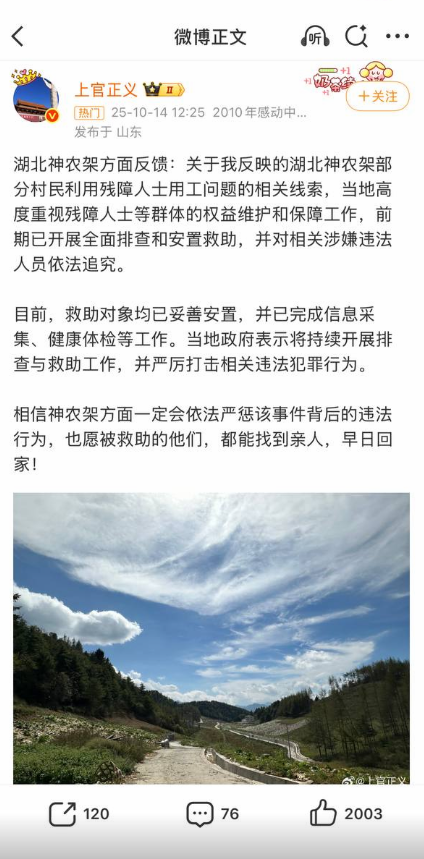 微博正文
听
上官正义
II
+1
+1
+1
+关注
热门 25-10-14 12:25 2010年感动中...
发布于 山东
湖北神农架方面反馈：关于我反映的湖北神农架部
分村民利用残障人士用工问题的相关线索，当地高
度重视残障人士等群体的权益维护和保障工作，前
期已开展全面排查和安置救助，并对相关涉嫌违法
人员依法追究。
目前，救助对象均已妥善安置，并已完成信息采
集、健康体检等工作。当地政府表示将持续开展排
查与救助工作，并严厉打击相关违法犯罪行为。
相信神农架方面一定会依法严惩该事件背后的违法
行为，也愿被救助的他们，都能找到亲人，早日回
家！
@上官正义
120
76
2003